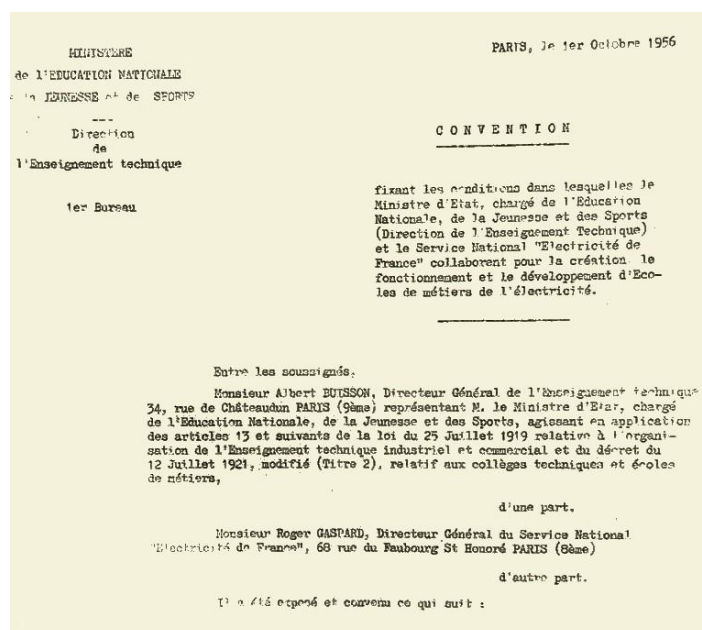 MINISTERE
de l'EDUCATION NATIONALE
JEUNESSE et de SPORTS
---
Direction
de
l'Enseignement technique
1er Bureau
PARIS, le 1er Octobre 1956
CONVENTION
fixant les conditions dans lesquelles le
Ministre d'Etat, chargé de l'Education
Nationale, de la Jeunesse et des Sports
(Direction de l'Enseignement Technique)
et le Service National "Electricité de
France" collaborent pour la création le
fonctionnement et le développement d'Eco-
les de métiers de l'électricité.
Entre les soussignés,
Monsieur Albert BUISSON, Directeur Général de l'Enseignement technique
34, rue de Châteaudun PARIS (9ème) représentant M. le Ministre d'Etat, chargé
de l'Education Nationale, de la Jeunesse et des Sports, agissant en application
des articles 13 et suivants de la loi du 25 Juillet 1919 relative à l'organi-
sation de l'Enseignement technique industriel et commercial et du décret du
12 Juillet 1921, modifié (Titre 2), relatif aux collèges techniques et écoles
de métiers,
d'une part.
Monsieur Roger GASPARD, Directeur Général du Service National
"Electricité de France", 68 rue du Faubourg St Honoré PARIS (8ème)
d'autre part.
Il a été exposé et convenu ce qui suit :